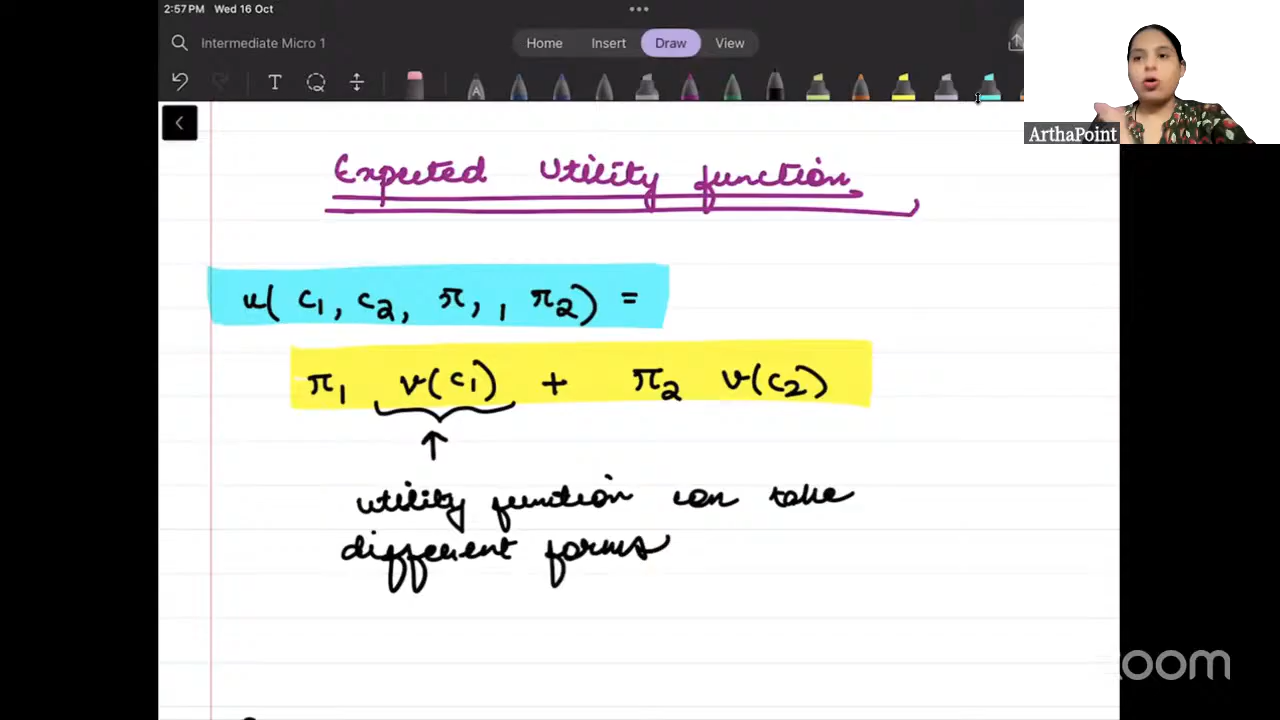 2:57 PM Wed 16 Oct
Intermediate Micro 1
Home Insert Draw View
T
A
ArthaPoint
Expected Utility function
u( c1, c2, π1, π2) =
π1 v(c1) + π2 v(c2)
↑
utility function can take
different forms
zoom